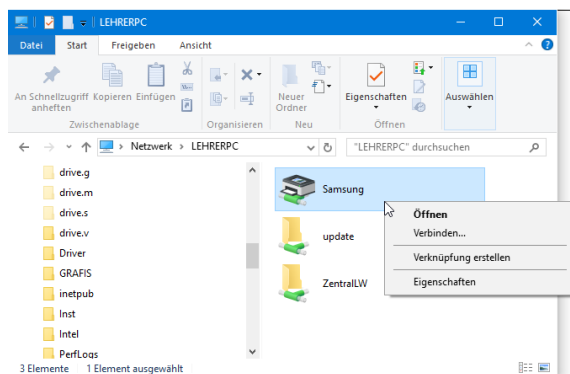 LEHRERPC
Datei Start Freigeben Ansicht
An Schnellzugriff anheften
Kopieren
Einfügen
Neuer Ordner
Eigenschaften
Auswählen
Zwischenablage Organisieren Neu Öffnen
Netzwerk > LEHRERPC
"LEHRERPC" durchsuchen
drive.g
drive.m
drive.s
drive.v
Driver
GRAFIS
inetpub
Inst
Intel
PerfLogs
Samsung
update
ZentralLW
Öffnen
Verbinden...
Verknüpfung erstellen
Eigenschaften
3 Elemente 1 Element ausgewählt